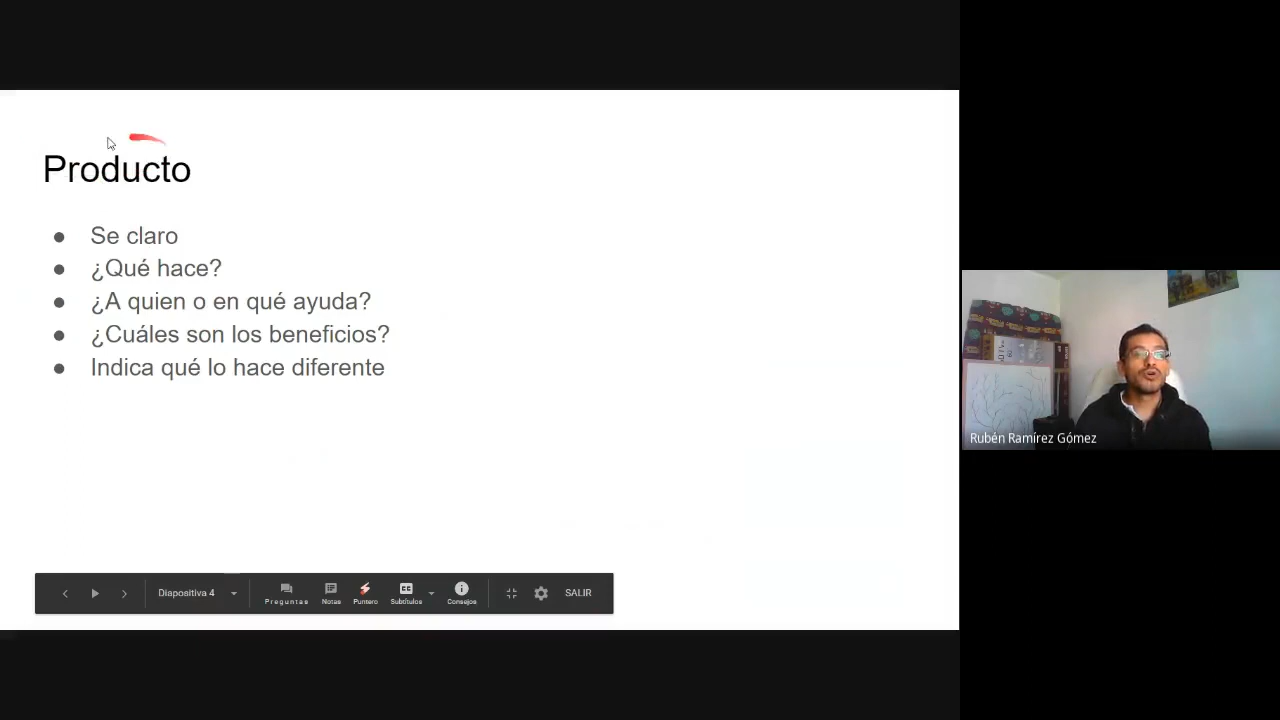 Producto
● Se claro
● ¿Qué hace?
● ¿A quien o en qué ayuda?
● ¿Cuáles son los beneficios?
● Indica qué lo hace diferente
Diapositiva 4
Preguntas
Notas
Puntero
CC
Subtítulos
Consejos
SALIR
Rubén Ramírez Gómez